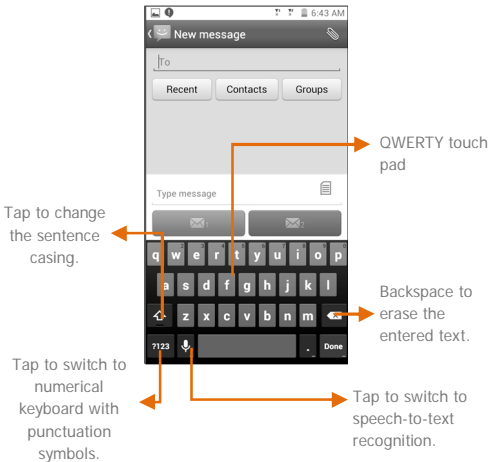 6:43 AM
New message
To
Recent Contacts Groups
QWERTY touch
pad
Type message
1 2
Tap to change
the sentence
casing.
q w e r t y u i o p
a s d f g h j k l
z x c v b n m
?123 . Done
Backspace to
erase the
entered text.
Tap to switch to
numerical
keyboard with
punctuation
symbols.
Tap to switch to
speech-to-text
recognition.